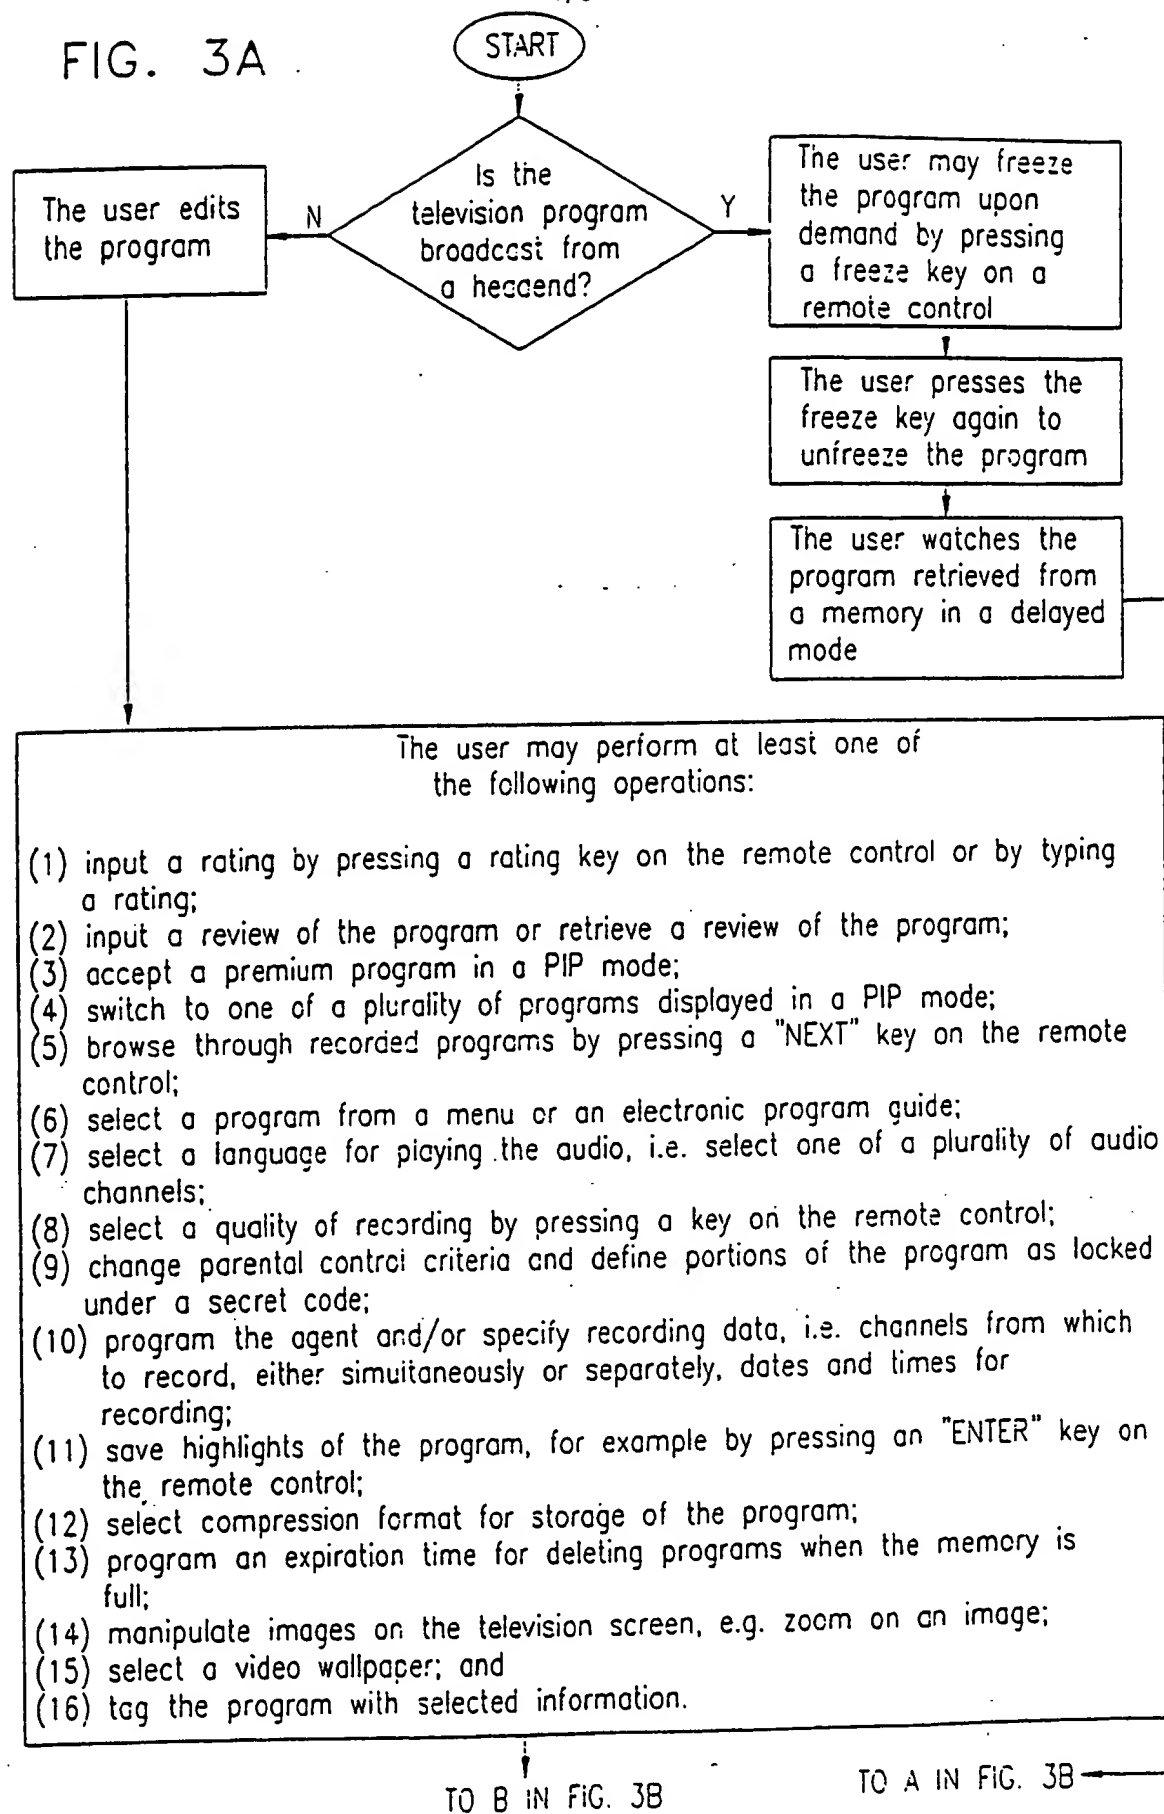 FIG. 3A
START
Is the
television program
broadcast from
a headend?
N
Y
The user edits
the program
The user may freeze
the program upon
demand by pressing
a freeze key on a
remote control
The user presses the
freeze key again to
unfreeze the program
The user watches the
program retrieved from
a memory in a delayed
mode
The user may perform at least one of
the following operations:
(1) input a rating by pressing a rating key on the remote control or by typing
a rating;
(2) input a review of the program or retrieve a review of the program;
(3) accept a premium program in a PIP mode;
(4) switch to one of a plurality of programs displayed in a PIP mode;
(5) browse through recorded programs by pressing a "NEXT" key on the remote
control;
(6) select a program from a menu or an electronic program guide;
(7) select a language for playing the audio, i.e. select one of a plurality of audio
channels;
(8) select a quality of recording by pressing a key on the remote control;
(9) change parental control criteria and define portions of the program as locked
under a secret code;
(10) program the agent and/or specify recording data, i.e. channels from which
to record, either simultaneously or separately, dates and times for
recording;
(11) save highlights of the program, for example by pressing an "ENTER" key on
the remote control;
(12) select compression format for storage of the program;
(13) program an expiration time for deleting programs when the memory is
full;
(14) manipulate images on the television screen, e.g. zoom on an image;
(15) select a video wallpaper; and
(16) tag the program with selected information.
TO B IN FIG. 3B
TO A IN FIG. 3B